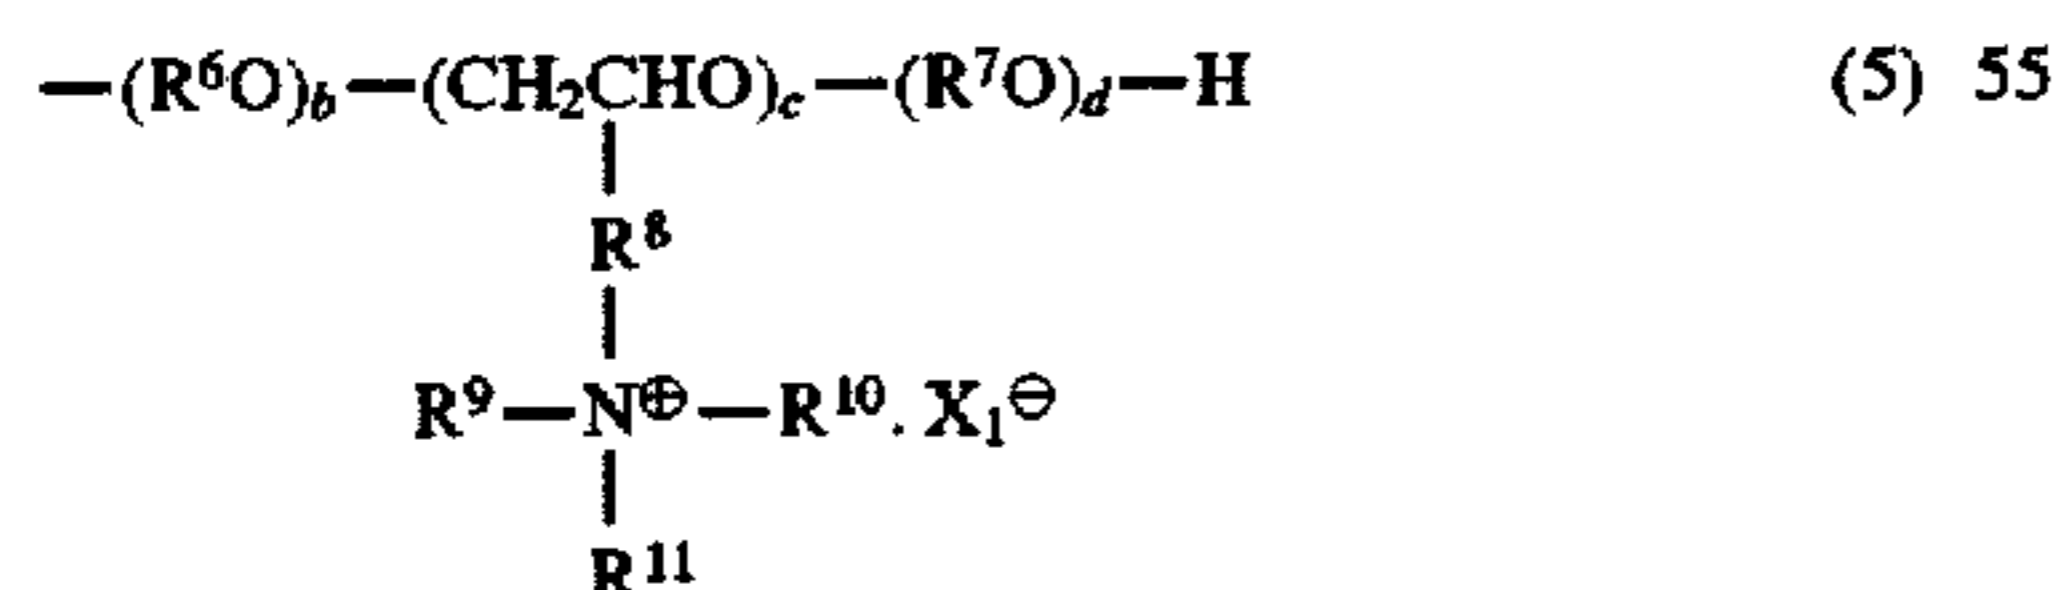 —(R⁶O)b—(CH₂CHO)c—(R⁷O)d—H (5) 55
R⁸
R⁹—N⊕—R¹⁰. X₁⊖
R¹¹